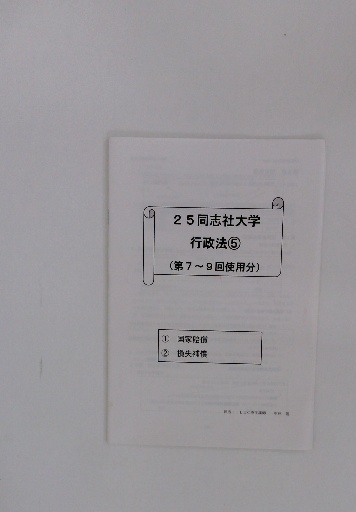 25同志社大学
行政法⑤
(第7～9回使用分)
① 国家賠償
② 損失補償